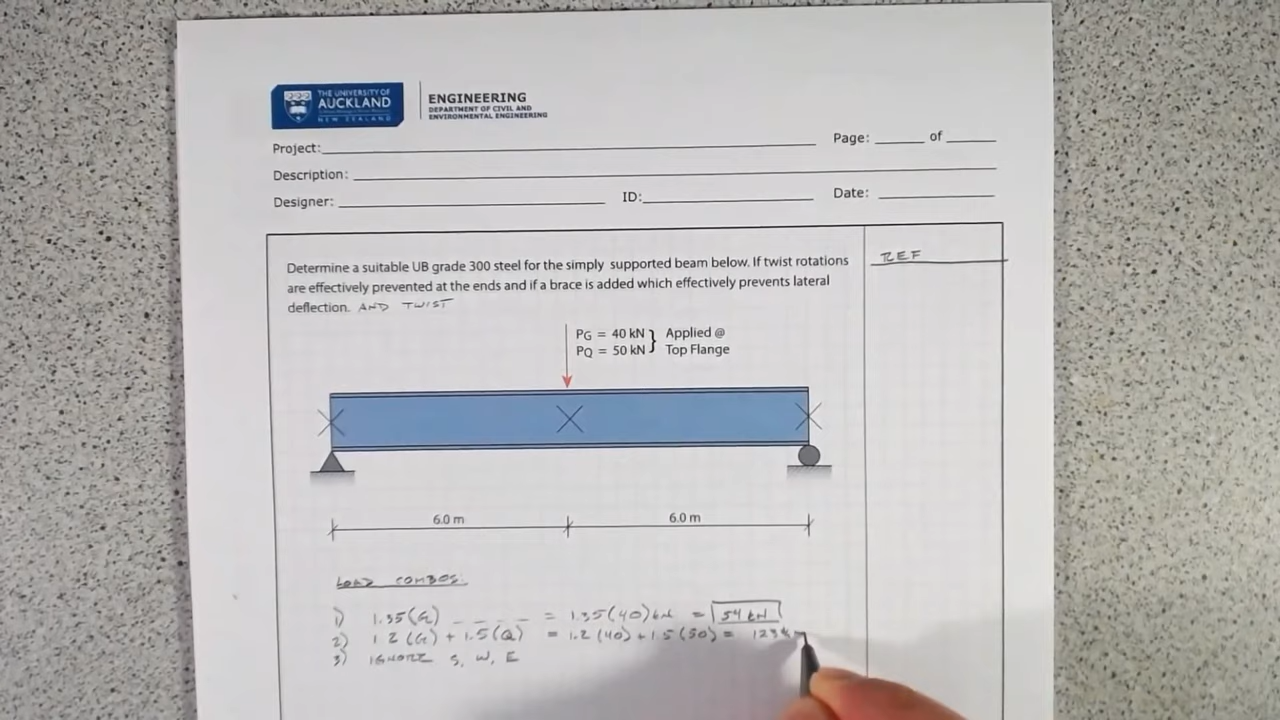 THE UNIVERSITY OF
AUCKLAND
NEW ZEALAND
ENGINEERING
DEPARTMENT OF CIVIL AND
ENVIRONMENTAL ENGINEERING
Project:
Page: of
Description:
Designer: ID: Date:
REF
Determine a suitable UB grade 300 steel for the simply supported beam below. If twist rotations
are effectively prevented at the ends and if a brace is added which effectively prevents lateral
deflection. AND TWIST
PG = 40 kN } Applied @
PQ = 50 kN } Top Flange
6.0 m 6.0 m
LOAD COMBOS.
1) 1.35(G) _ _ _ _ = 1.35(40)kN = 54 kN
2) 1.2(G) + 1.5(Q) = 1.2(40)+1.5(50) = 123k
3) IGNORE S, W, E